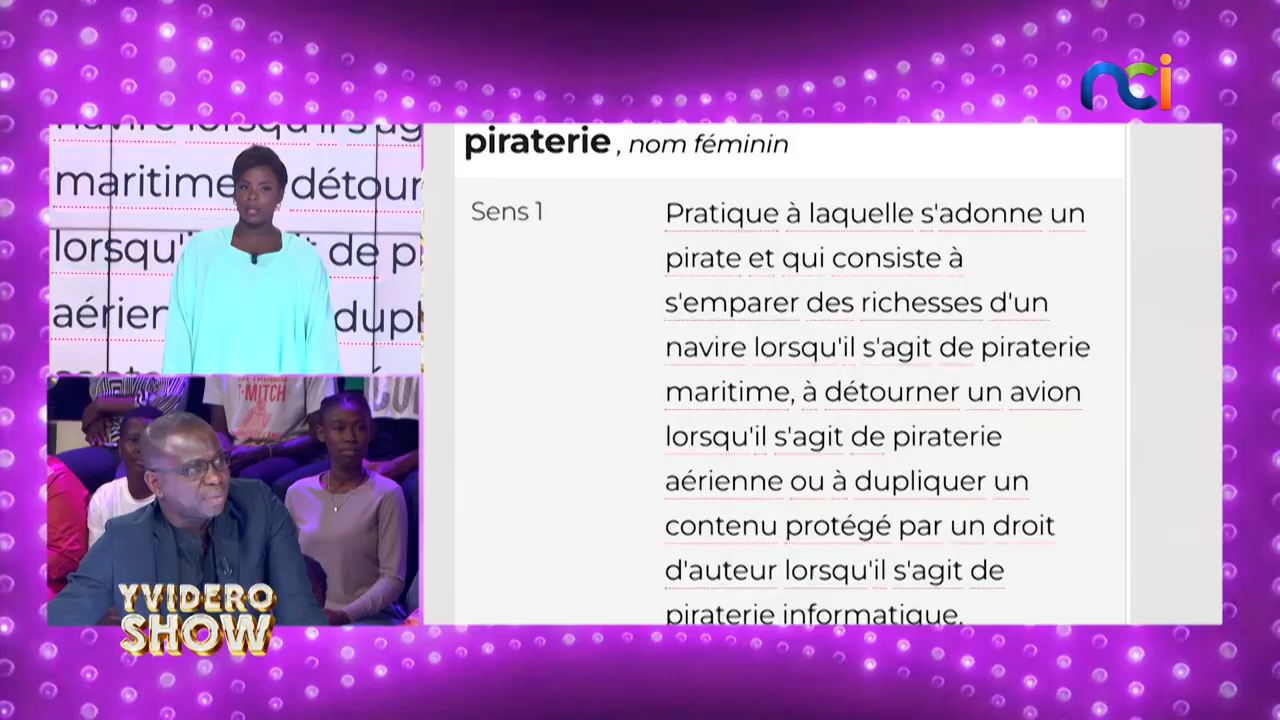 nci
piraterie, nom féminin
Sens 1
Pratique à laquelle s'adonne un
pirate et qui consiste à
s'emparer des richesses d'un
navire lorsqu'il s'agit de piraterie
maritime, à détourner un avion
lorsqu'il s'agit de piraterie
aérienne ou à dupliquer un
contenu protégé par un droit
d'auteur lorsqu'il s'agit de
piraterie informatique.
navire lorsqu'il s'ag
maritime détour
lorsqu'i de p
aérien dupl
T-MITCH
YVIDERO
SHOW